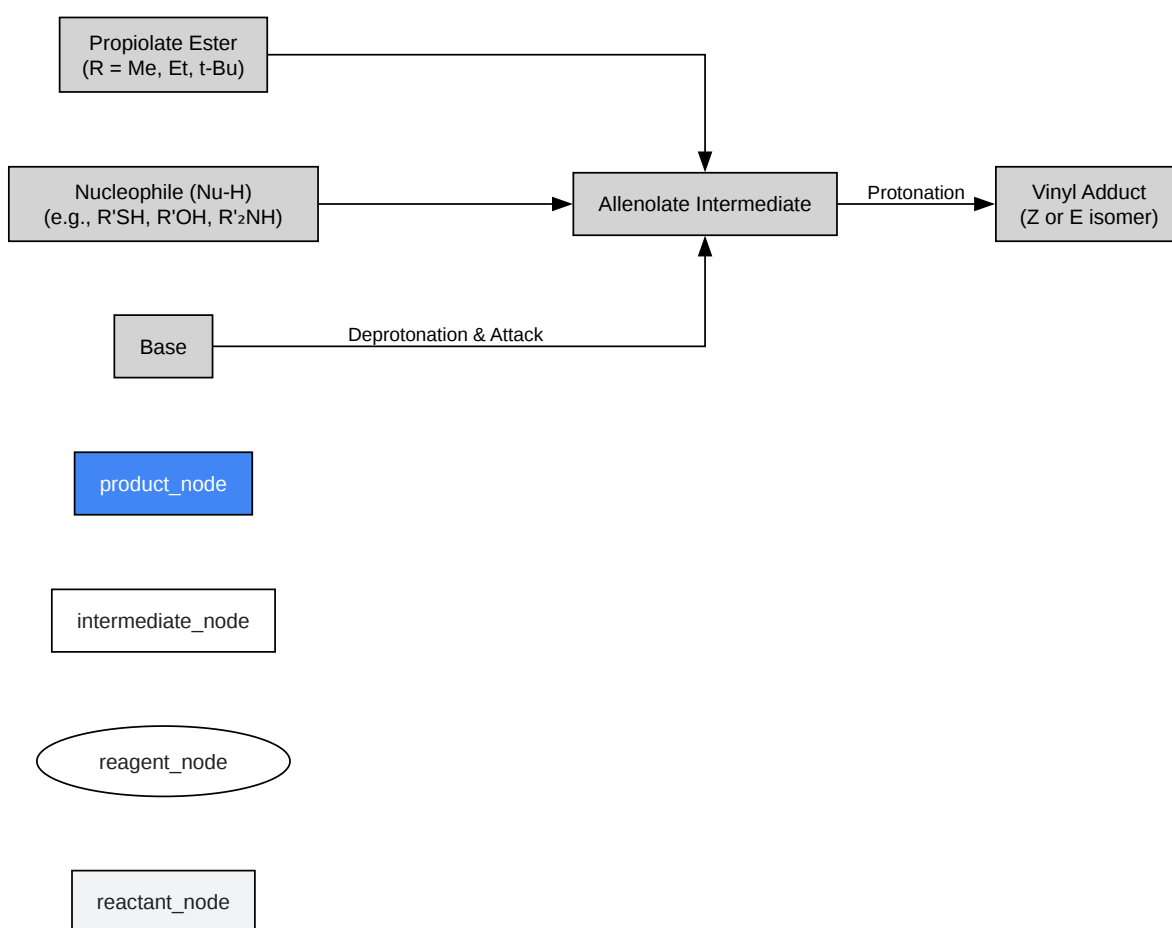 Propiolate Ester
(R = Me, Et, t-Bu)
Nucleophile (Nu-H)
(e.g., R'SH, R'OH, R'₂NH)
Allenolate Intermediate
Protonation
Vinyl Adduct
(Z or E isomer)
Base
Deprotonation & Attack
product_node
intermediate_node
reagent_node
reactant_node